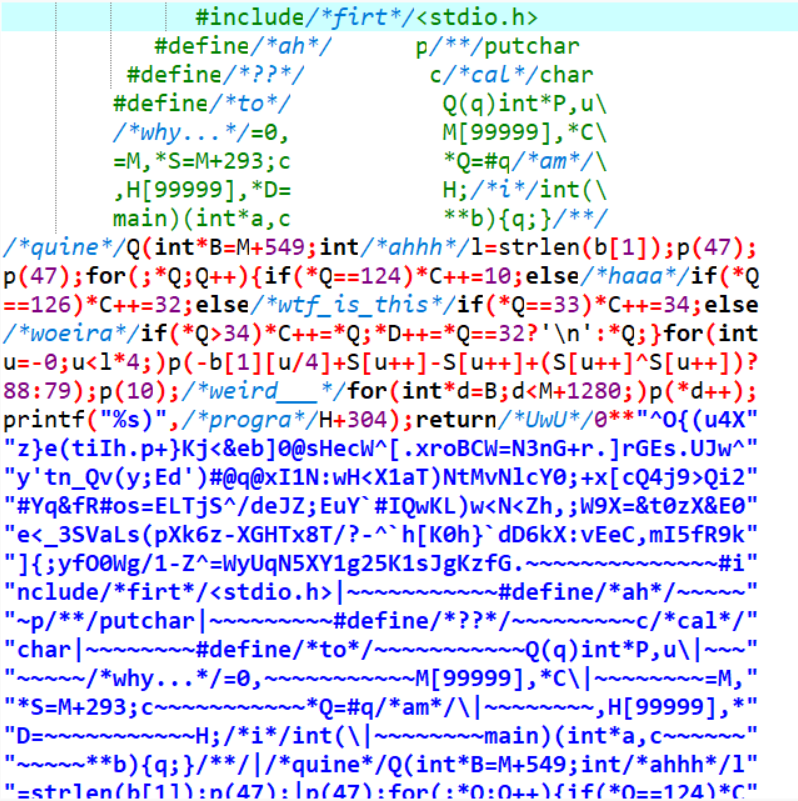 #include/*firt*/<stdio.h>
#define/*ah*/ p/**/putchar
#define/*??*/ c/*cal*/char
#define/*to*/ Q(q)int*P,u\
/*why...*/=0, M[99999],*C\
=M,*S=M+293;c *Q=#q/*am*/\
,H[99999],*D= H;/*i*/int(\
main)(int*a,c **b){q;}/**/
/*quine*/Q(int*B=M+549;int/*ahhh*/l=strlen(b[1]);p(47);
p(47);for(;*Q;Q++){if(*Q==124)*C++=10;else/*haaa*/if(*Q
==126)*C++=32;else/*wtf_is_this*/if(*Q==33)*C++=34;else
/*woeira*/if(*Q>34)*C++=*Q;*D++=*Q==32?'\n':*Q;}for(int
u=-0;u<l*4;)p(-b[1][u/4]+S[u++]-S[u++]+(S[u++]^S[u++])?
88:79);p(10);/*weird___*/for(int*d=B;d<M+1280;)p(*d++);
printf("%s)",/*progra*/H+304);return/*UwU*/0**"^O{(u4X"
"z}e(tiIh.p+}Kj<&eb]0@sHecW^[.xroBCW=N3nG+r.]rGEs.UJw^"
"y'tn_Qv(y;Ed')#@q@xI1N:wH<X1aT)NtMvNlcY0;+x[cQ4j9>Qi2"
"#Yq&fR#os=ELTjS^/deJZ;EuY`#IQwKL)w<N<Zh,;W9X=&t0zX&E0"
"e<_3SVaLs(pXk6z-XGHTx8T/?-^`h[K0h}`dD6kX:vEeC,mI5fR9k"
"]{;yfO0Wg/1-Z^=WyUqN5XY1g25K1sJgKzfG.~~~~~~~~~~~~~~#i"
"nclude/*firt*/<stdio.h>|~~~~~~~~~~~#define/*ah*/~~~~~"
"~p/**/putchar|~~~~~~~~~#define/*??*/~~~~~~~~~c/*cal*/"
"char|~~~~~~~~#define/*to*/~~~~~~~~~~~Q(q)int*P,u\|~~~"
"~~~~~/*why...*/=0,~~~~~~~~~~~M[99999],*C\|~~~~~~~~=M,"
"*S=M+293;c~~~~~~~~~~~*Q=#q/*am*/\|~~~~~~~~,H[99999],*"
"D=~~~~~~~~~~~H;/*i*/int(\|~~~~~~~~main)(int*a,c~~~~~~"
"~~~~~**b){q;}/**/|/*quine*/Q(int*B=M+549;int/*ahhh*/l"
"=strlen(b[1]);p(47);|p(47);for(;*Q;Q++){if(*Q==124)*C"